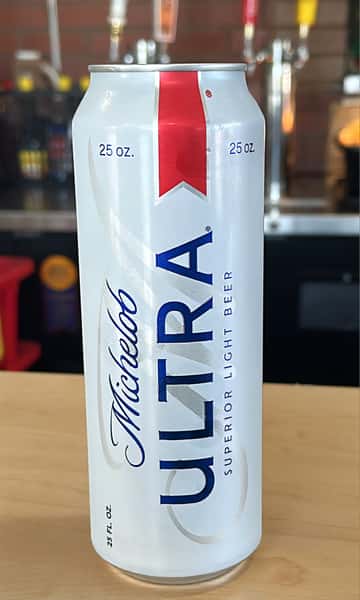 25 oz.
25 oz.
Michelob
ULTRA
SUPERIOR LIGHT BEER
25 FL. OZ.